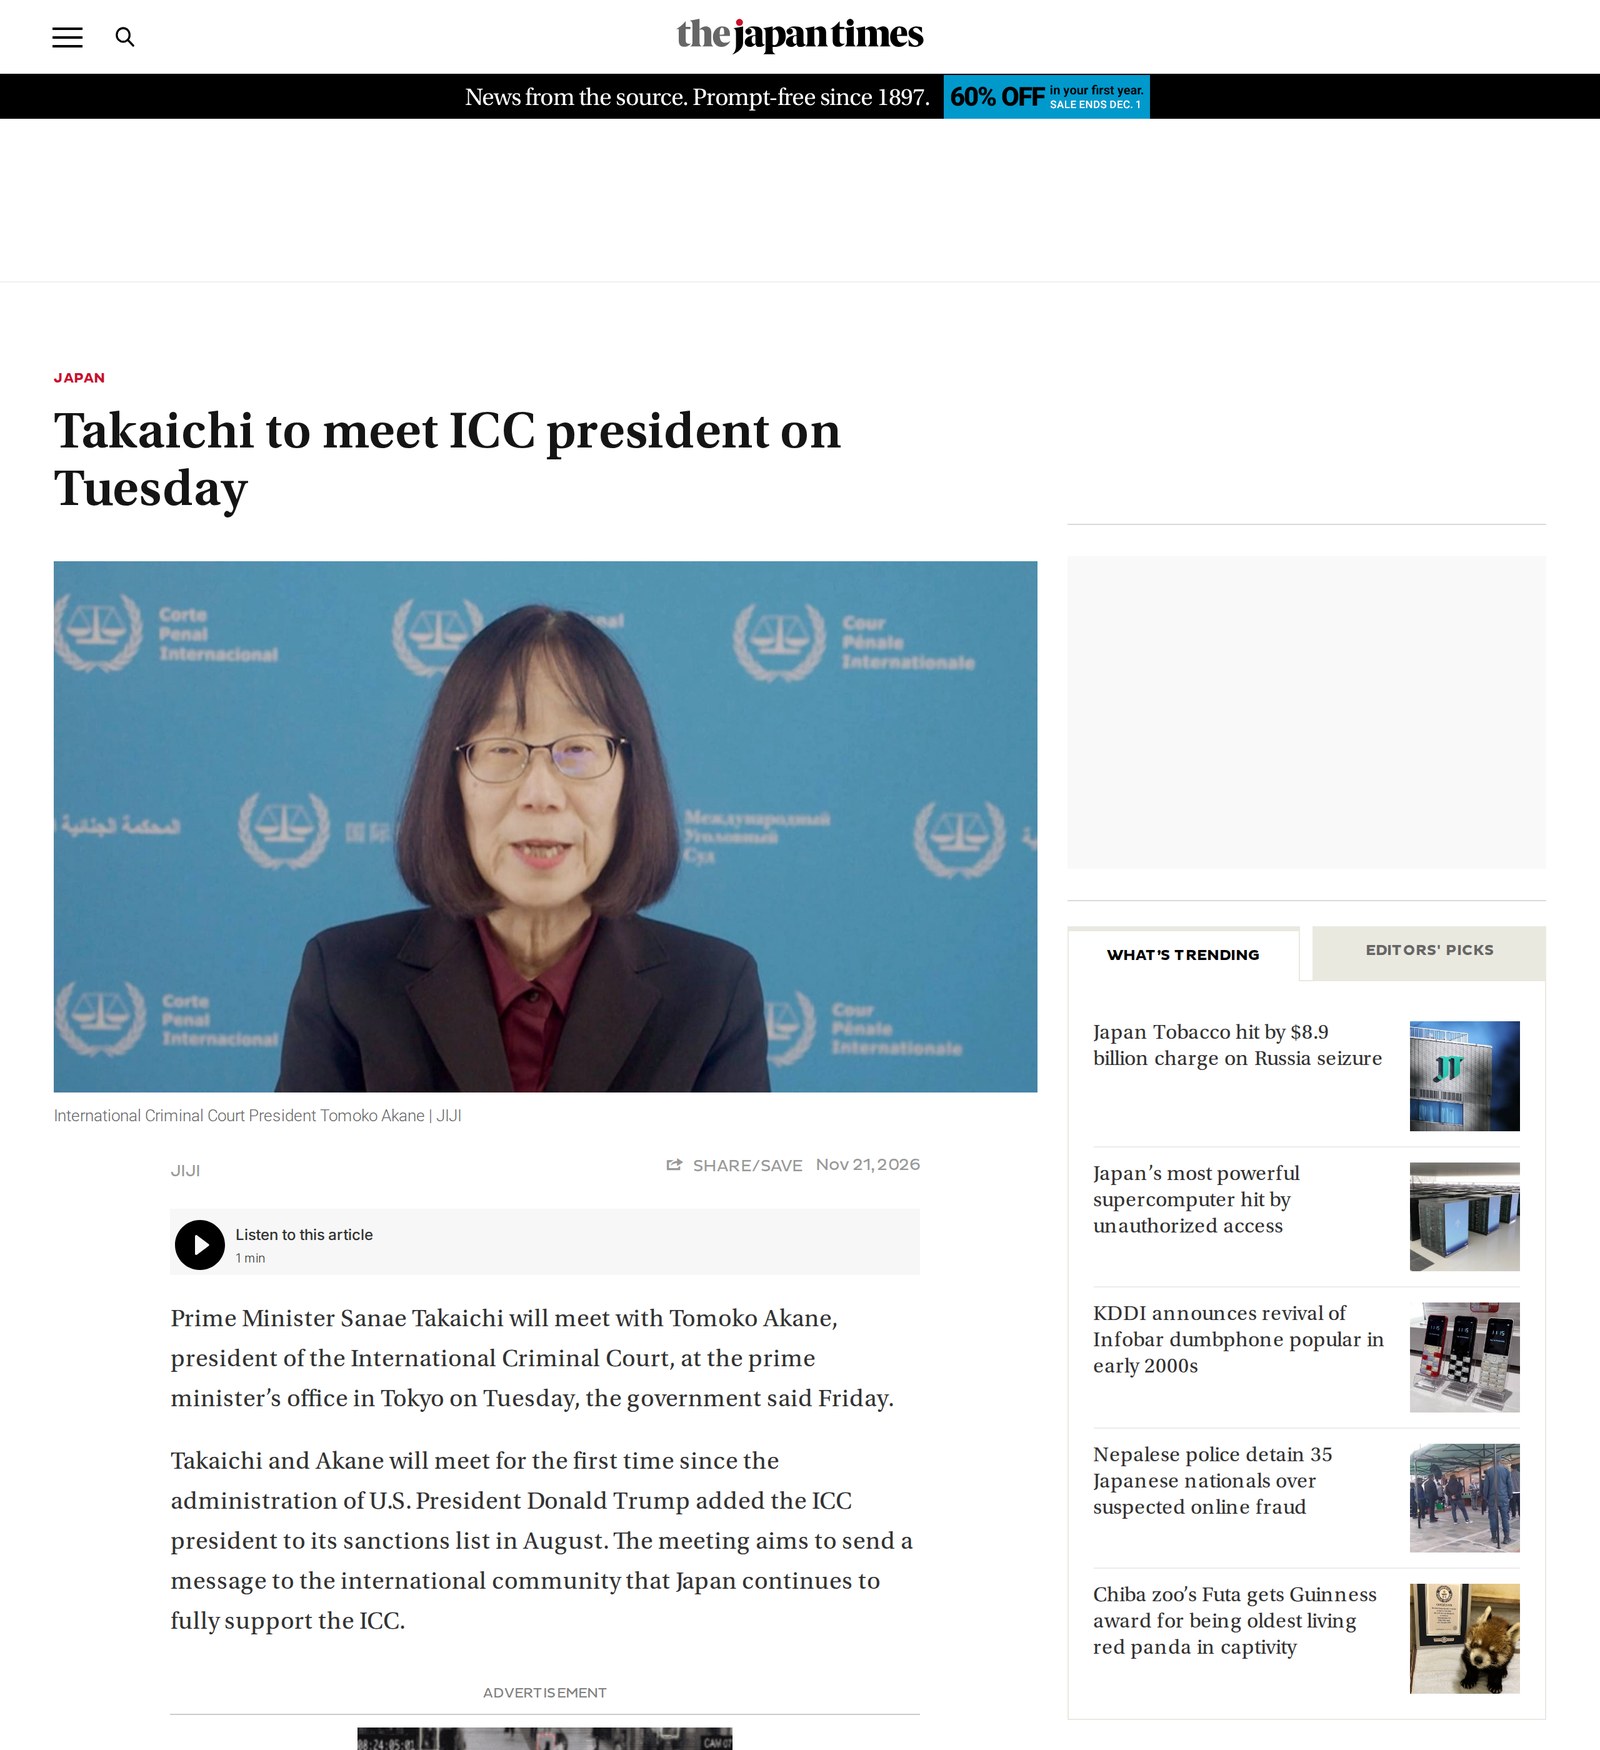 the japan times
News from the source. Prompt-free since 1897.
60% OFF
in your first year.
SALE ENDS DEC. 1
JAPAN
Takaichi to meet ICC president on
Tuesday
Corte
Penal
Internacional
Cour
Pénale
Internationale
المحكمة الجنائية
国际
Международный
Уголовный
Суд
Corte
Penal
Internacional
Cour
Pénale
Internationale
International Criminal Court President Tomoko Akane | JIJI
JIJI
SHARE/SAVE
Nov 21, 2026
Listen to this article
1 min
Prime Minister Sanae Takaichi will meet with Tomoko Akane,
president of the International Criminal Court, at the prime
minister’s office in Tokyo on Tuesday, the government said Friday.
Takaichi and Akane will meet for the first time since the
administration of U.S. President Donald Trump added the ICC
president to its sanctions list in August. The meeting aims to send a
message to the international community that Japan continues to
fully support the ICC.
ADVERTISEMENT
WHAT'S TRENDING
EDITORS' PICKS
Japan Tobacco hit by $8.9
billion charge on Russia seizure
JT
Japan’s most powerful
supercomputer hit by
unauthorized access
KDDI announces revival of
Infobar dumbphone popular in
early 2000s
Nepalese police detain 35
Japanese nationals over
suspected online fraud
Chiba zoo’s Futa gets Guinness
award for being oldest living
red panda in captivity